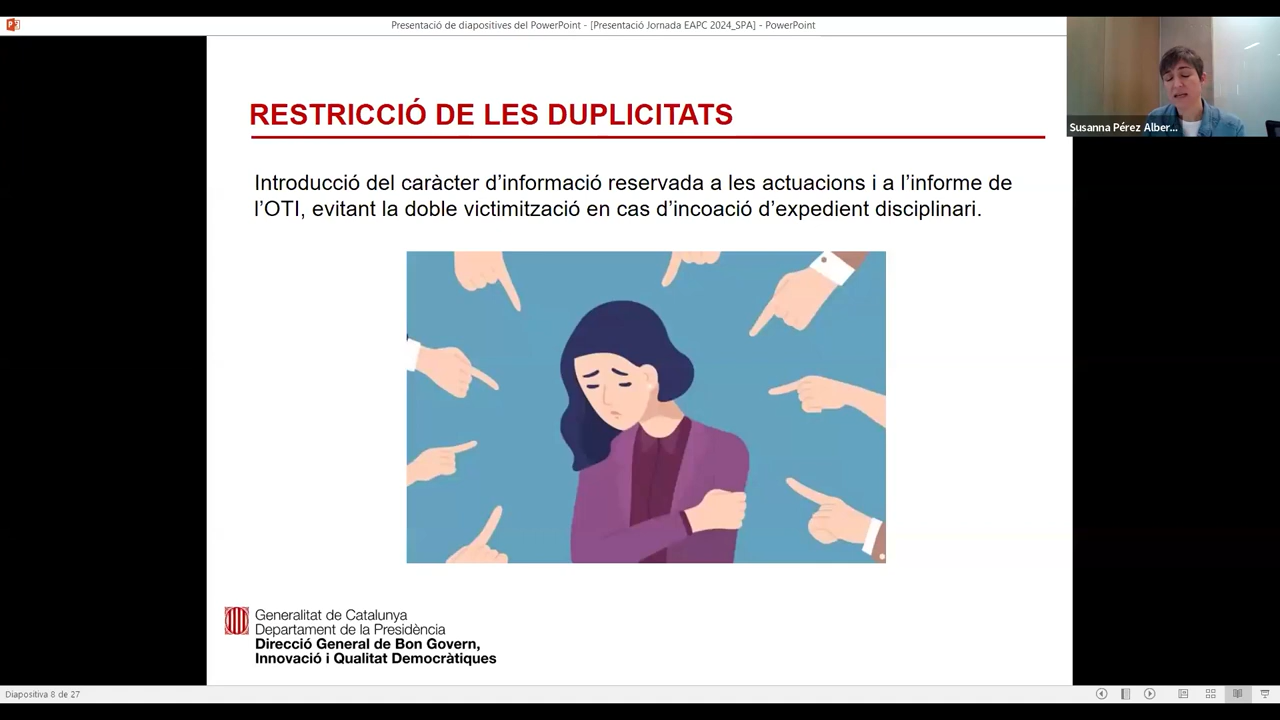 Presentació de diapositives del PowerPoint - [Presentació Jornada EAPC 2024_SPA] - PowerPoint
Susanna Pérez Alber...
RESTRICCIÓ DE LES DUPLICITATS
Introducció del caràcter d’informació reservada a les actuacions i a l’informe de
l’OTI, evitant la doble victimització en cas d’incoació d’expedient disciplinari.
Generalitat de Catalunya
Departament de la Presidència
Direcció General de Bon Govern,
Innovació i Qualitat Democràtiques
Diapositiva 8 de 27